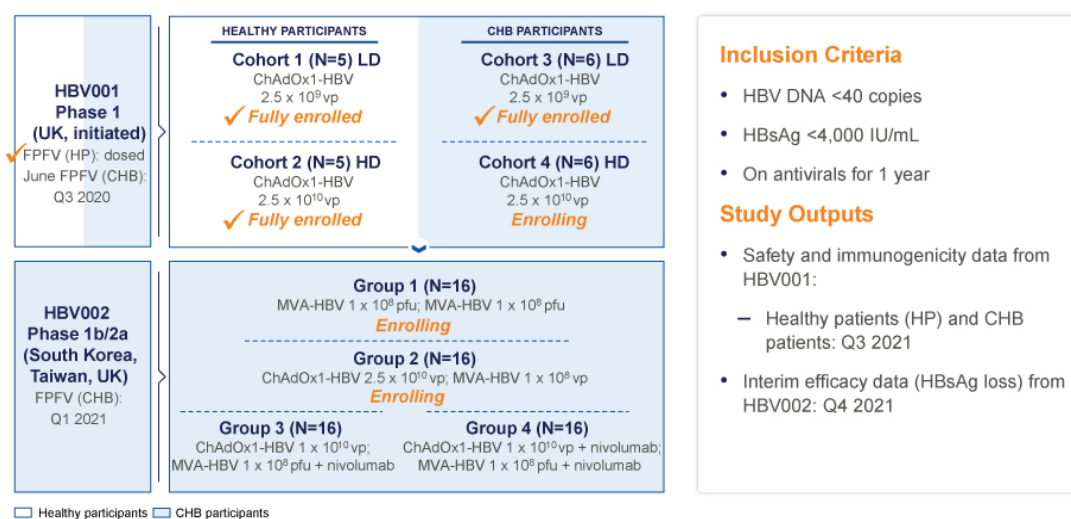 HBV001
Phase 1
(UK, initiated)
FPFV (HP): dosed
June FPFV (CHB):
Q3 2020
HEALTHY PARTICIPANTS
Cohort 1 (N=5) LD
ChAdOx1-HBV
2.5 x 10⁹ vp
Fully enrolled
Cohort 2 (N=5) HD
ChAdOx1-HBV
2.5 x 10¹⁰ vp
Fully enrolled
CHB PARTICIPANTS
Cohort 3 (N=6) LD
ChAdOx1-HBV
2.5 x 10⁹ vp
Fully enrolled
Cohort 4 (N=6) HD
ChAdOx1-HBV
2.5 x 10¹⁰ vp
Enrolling
HBV002
Phase 1b/2a
(South Korea,
Taiwan, UK)
FPFV (CHB):
Q1 2021
Group 1 (N=16)
MVA-HBV 1 x 10⁸ pfu; MVA-HBV 1 x 10⁸ pfu
Enrolling
Group 2 (N=16)
ChAdOx1-HBV 2.5 x 10¹⁰ vp; MVA-HBV 1 x 10⁸ vp
Enrolling
Group 3 (N=16)
ChAdOx1-HBV 1 x 10¹⁰ vp;
MVA-HBV 1 x 10⁸ pfu + nivolumab
Group 4 (N=16)
ChAdOx1-HBV 1 x 10¹⁰ vp + nivolumab;
MVA-HBV 1 x 10⁸ pfu + nivolumab
Healthy participants
CHB participants
Inclusion Criteria
• HBV DNA <40 copies
• HBsAg <4,000 IU/mL
• On antivirals for 1 year
Study Outputs
• Safety and immunogenicity data from
HBV001:
– Healthy patients (HP) and CHB
patients: Q3 2021
• Interim efficacy data (HBsAg loss) from
HBV002: Q4 2021